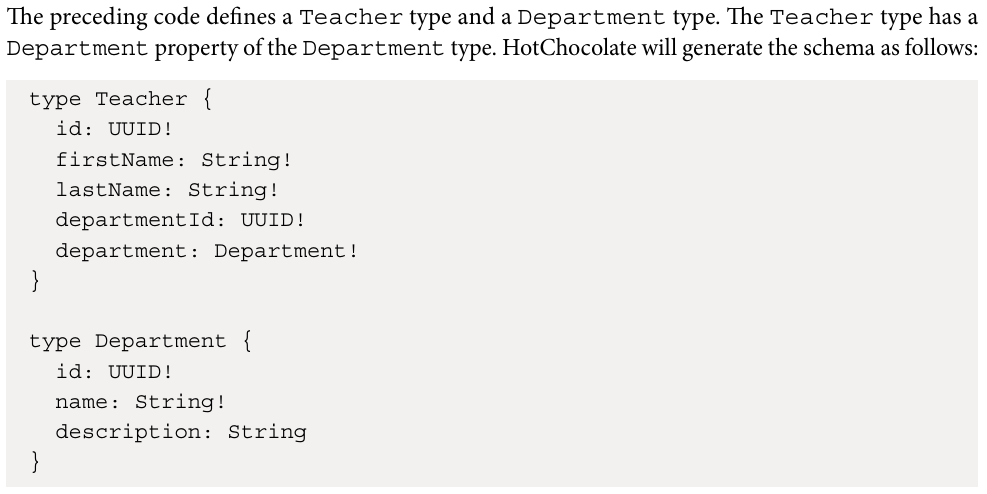 The preceding code defines a Teacher type and a Department type. The Teacher type has a
Department property of the Department type. HotChocolate will generate the schema as follows:
type Teacher {
  id: UUID!
  firstName: String!
  lastName: String!
  departmentId: UUID!
  department: Department!
}

type Department {
  id: UUID!
  name: String!
  description: String
}